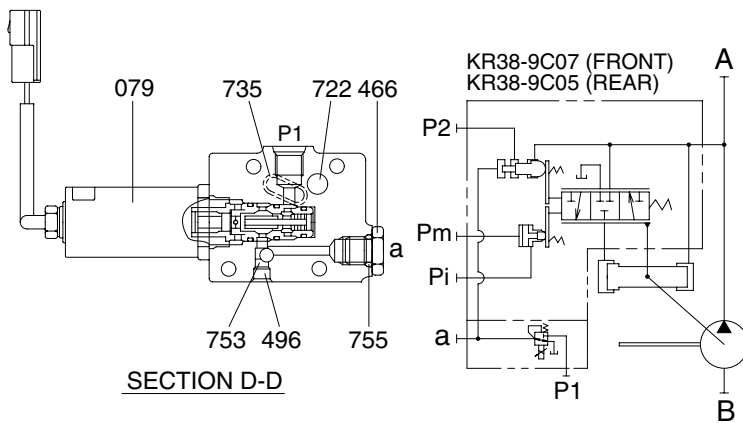 079
735
722 466
P1
a
753 496
755
SECTION D-D
KR38-9C07 (FRONT)
KR38-9C05 (REAR)
A
P2
Pm
Pi
a
P1
B